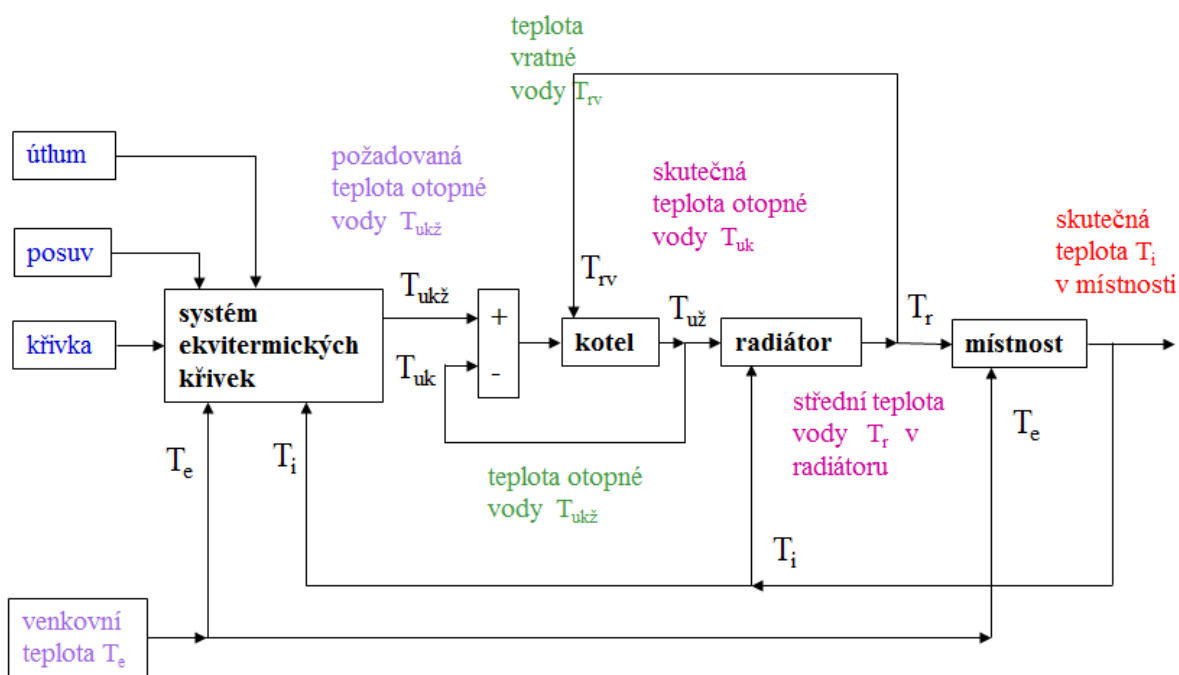 teplota
vratné
vody T_rv
útlum
požadovaná
teplota otopné
vody T_ukž
skutečná
teplota otopné
vody T_uk
skutečná
teplota T_i
v místnosti
posuv
křivka
systém
ekvitermických
křivek
T_ukž
T_uk
+
-
T_rv
kotel
T_už
radiátor
T_r
místnost
T_e
T_i
teplota otopné
vody T_ukž
střední teplota
vody T_r v
radiátoru
T_e
T_i
venkovní
teplota T_e